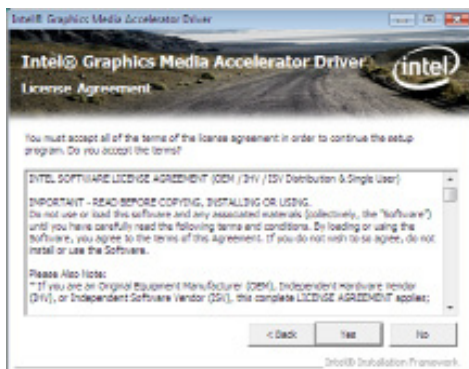 Intel® Graphics Media Accelerator Driver
Intel® Graphics Media Accelerator Driver
(intel)
License Agreement
You must accept all of the terms of the license agreement in order to continue the setup
program. Do you accept the terms?
INTEL SOFTWARE LICENSE AGREEMENT (OEM / IHV / ISV Distribution & Single User)
IMPORTANT - READ BEFORE COPYING, INSTALLING OR USING.
Do not use or load this software and any associated materials (collectively, the "Software")
until you have carefully read the following terms and conditions. By loading or using the
Software, you agree to the terms of this Agreement. If you do not wish to so agree, do not
install or use the Software.
Please Also Note:
* If you are an Original Equipment Manufacturer (OEM), Independent Hardware Vendor
(IHV), or Independent Software Vendor (ISV), this complete LICENSE AGREEMENT applies;
< Back Yes No
Intel® Installation Framework